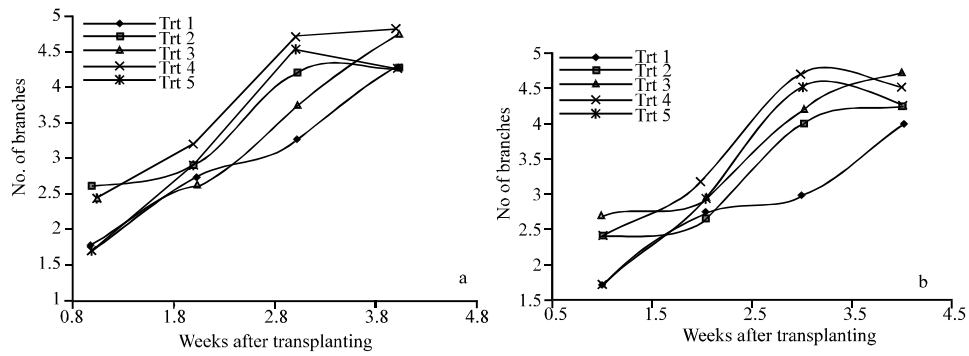 5
4.5
4
3.5
3
2.5
2
1.5
1
No. of branches
Trt 1
Trt 2
Trt 3
Trt 4
Trt 5
a
0.8
1.8
2.8
3.8
4.8
Weeks after transplanting
5
4.5
4
3.5
3
2.5
2
1.5
No of branches
Trt 1
Trt 2
Trt 3
Trt 4
Trt 5
b
0.5
1.5
2.5
3.5
4.5
Weeks after transplanting